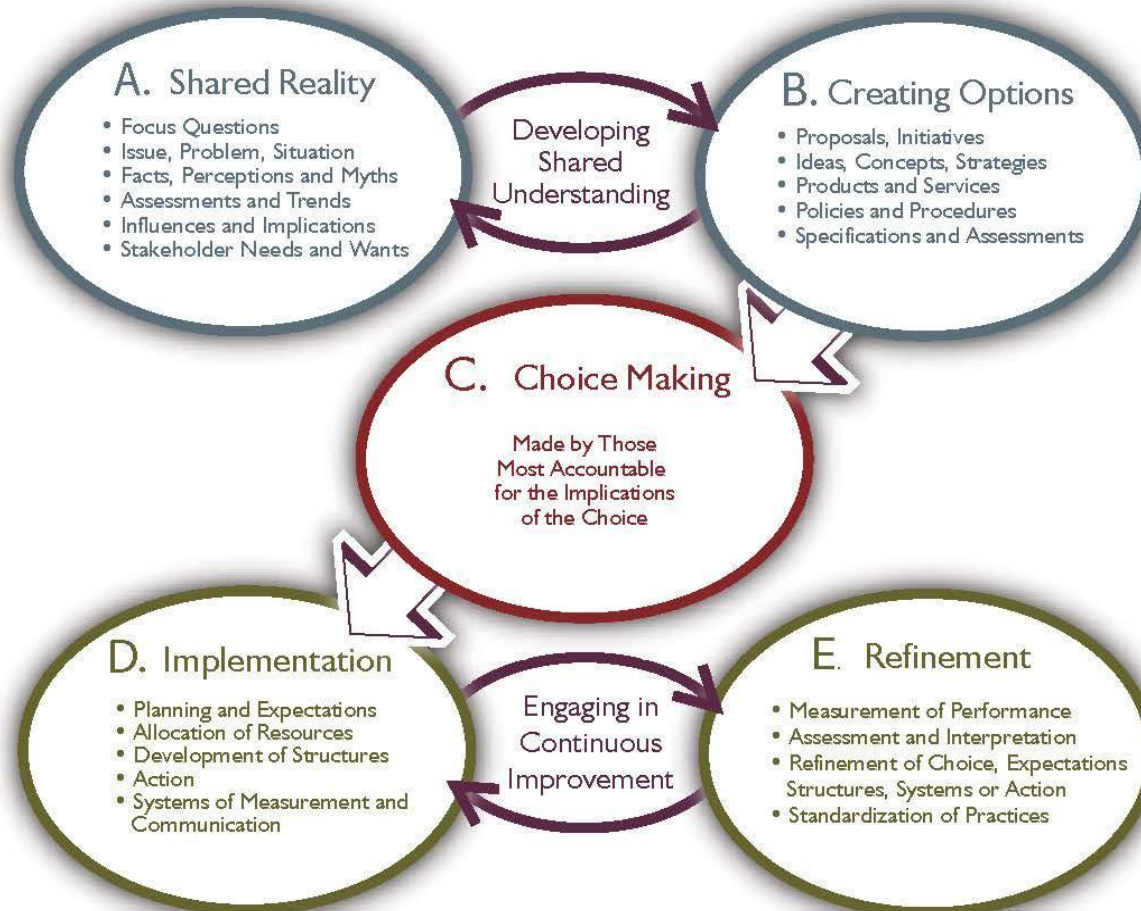 A. Shared Reality
• Focus Questions
• Issue, Problem, Situation
• Facts, Perceptions and Myths
• Assessments and Trends
• Influences and Implications
• Stakeholder Needs and Wants
Developing
Shared
Understanding
B. Creating Options
• Proposals, Initiatives
• Ideas, Concepts, Strategies
• Products and Services
• Policies and Procedures
• Specifications and Assessments
C. Choice Making
Made by Those
Most Accountable
for the Implications
of the Choice
D. Implementation
• Planning and Expectations
• Allocation of Resources
• Development of Structures
• Action
• Systems of Measurement and
Communication
Engaging in
Continuous
Improvement
E. Refinement
• Measurement of Performance
• Assessment and Interpretation
• Refinement of Choice, Expectations
Structures, Systems or Action
• Standardization of Practices